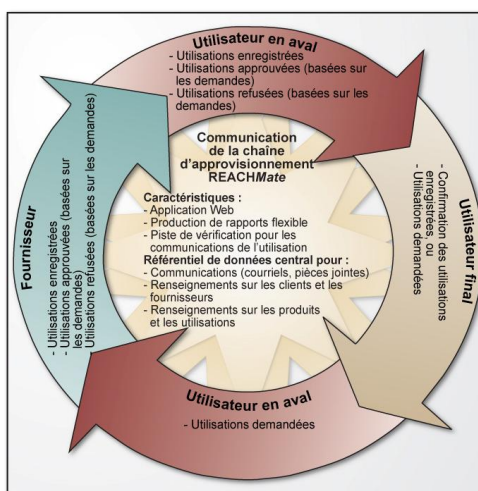 Utilisateur en aval
- Utilisations enregistrées
- Utilisations approuvées (basées sur
les demandes)
- Utilisations refusées (basées sur les
demandes)
Communication
de la chaîne
d'approvisionnement
REACHMate
Caractéristiques :
- Application Web
- Production de rapports flexible
- Piste de vérification pour les
communications de l'utilisation
Référentiel de données central pour :
- Communications (courriels, pièces jointes)
- Renseignements sur les clients et les
fournisseurs
- Renseignements sur les produits
et les utilisations
Utilisateur final
- Confirmation des utilisations
enregistrées, ou
- Utilisations demandées
Utilisateur en aval
- Utilisations demandées
Fournisseur
- Utilisations enregistrées
- Utilisations approuvées (basées sur
les demandes)
- Utilisations refusées (basées sur les demandes)